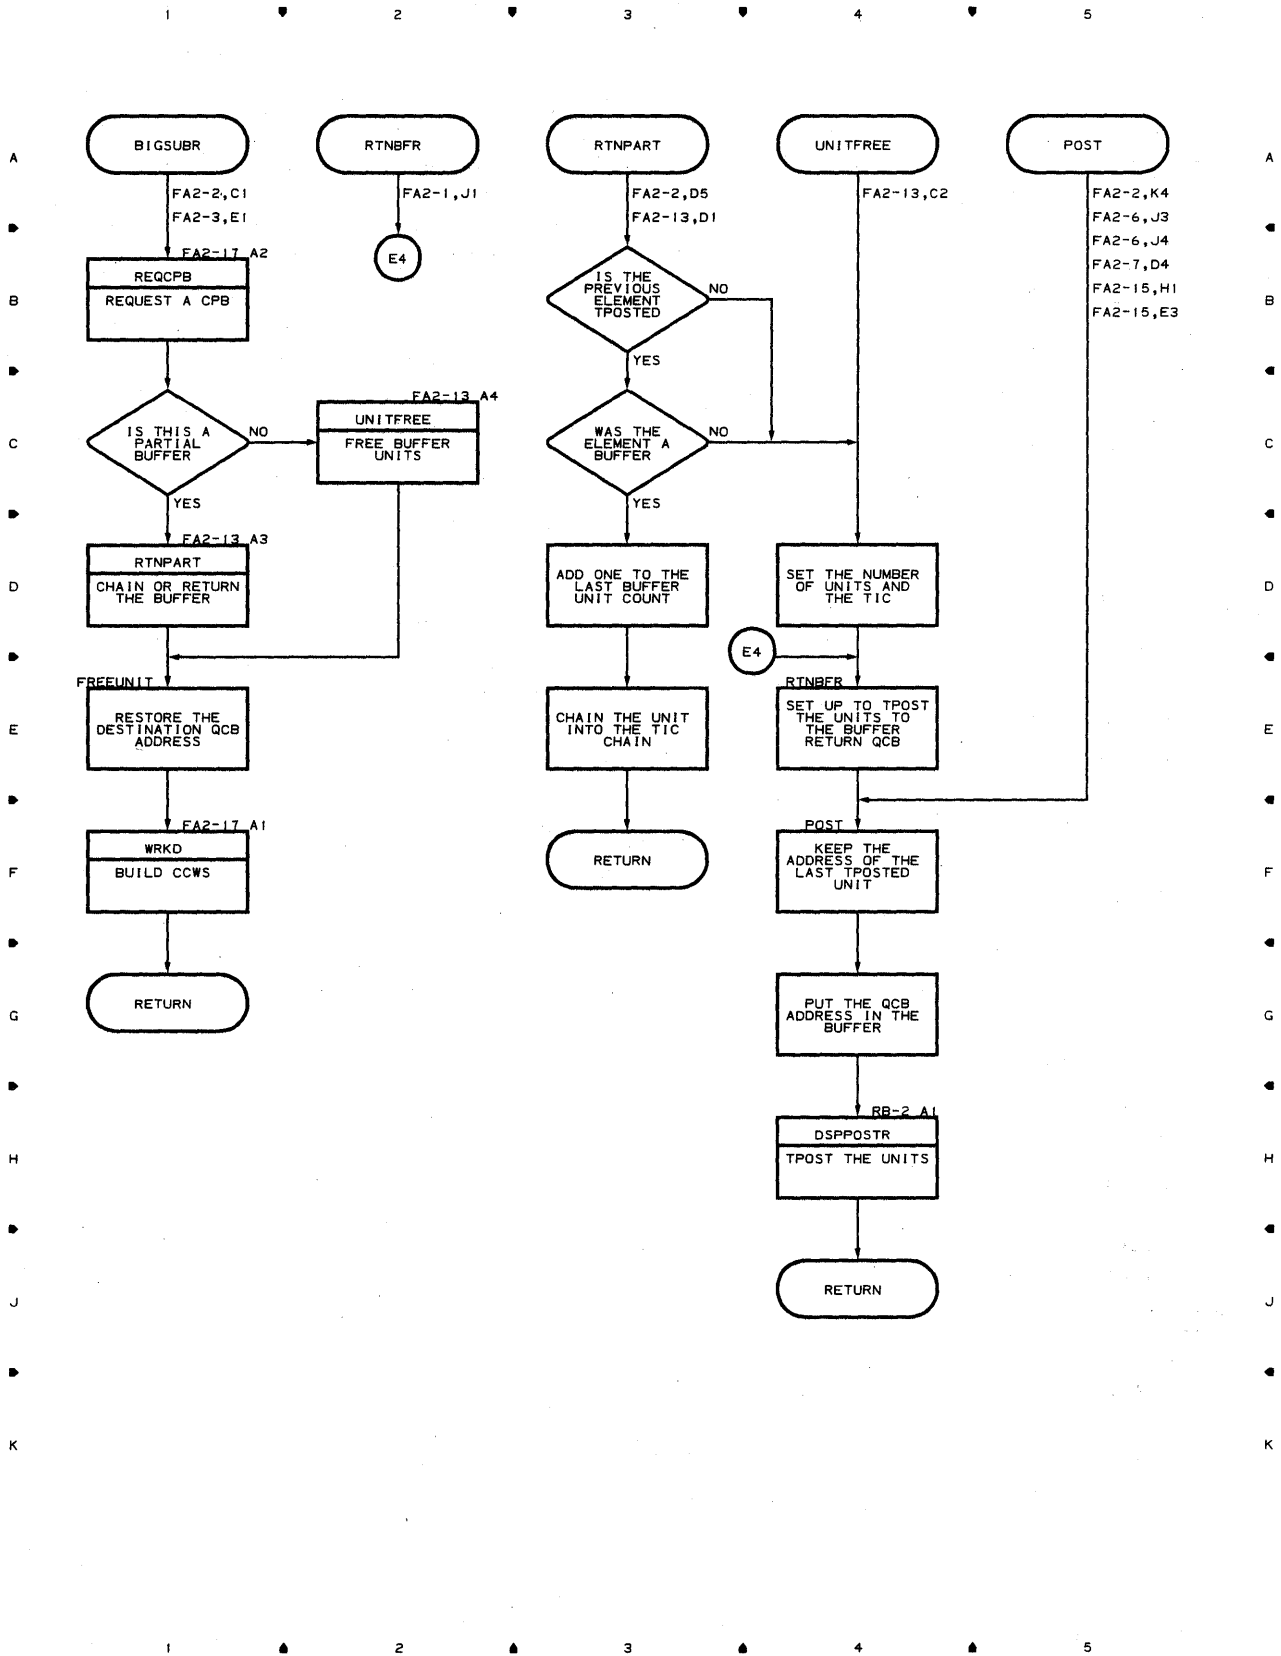 1 2 3 4 5
A A
BIGSUBR
FA2-2,C1
FA2-3,E1
FA2-17 A2
REQCPB
REQUEST A CPB
IS THIS A
PARTIAL
BUFFER
NO
YES
FA2-13 A4
UNITFREE
FREE BUFFER
UNITS
FA2-13 A3
RTNPART
CHAIN OR RETURN
THE BUFFER
FREEUNIT
RESTORE THE
DESTINATION QCB
ADDRESS
FA2-17 A1
WRKD
BUILD CCWS
RETURN
RTNBFR
FA2-1,J1
E4
RTNPART
FA2-2,D5
FA2-13,D1
IS THE
PREVIOUS
ELEMENT
TPOSTED
NO
YES
WAS THE
ELEMENT A
BUFFER
NO
YES
ADD ONE TO THE
LAST BUFFER
UNIT COUNT
CHAIN THE UNIT
INTO THE TIC
CHAIN
RETURN
UNITFREE
FA2-13,C2
SET THE NUMBER
OF UNITS AND
THE TIC
E4
RTNBFR
SET UP TO TPOST
THE UNITS TO
THE BUFFER
RETURN QCB
POST
KEEP THE
ADDRESS OF THE
LAST TPOSTED
UNIT
PUT THE QCB
ADDRESS IN THE
BUFFER
RB-2 A1
DSPPOSTR
TPOST THE UNITS
RETURN
POST
FA2-2,K4
FA2-6,J3
FA2-6,J4
FA2-7,D4
FA2-15,H1
FA2-15,E3
B B
C C
D D
E E
F F
G G
H H
J J
K K
1 2 3 4 5